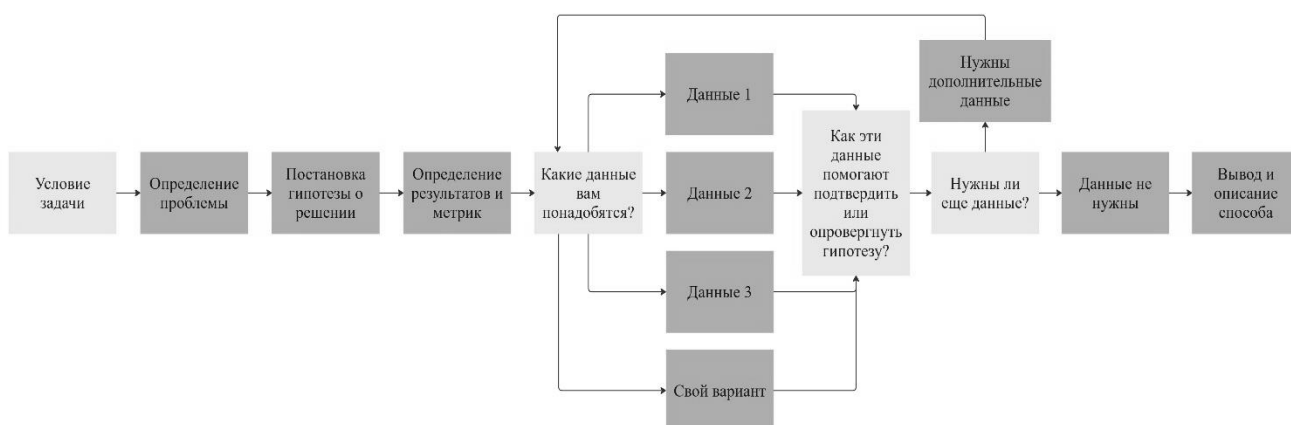 Условие
задачи
Определение
проблемы
Постановка
гипотезы о
решении
Определение
результатов и
метрик
Какие данные
вам
понадобятся?
Данные 1
Данные 2
Данные 3
Свой вариант
Как эти
данные
помогают
подтвердить
или
опровергнуть
гипотезу?
Нужны ли
еще данные?
Нужны
дополнительные
данные
Данные не
нужны
Вывод и
описание
способа